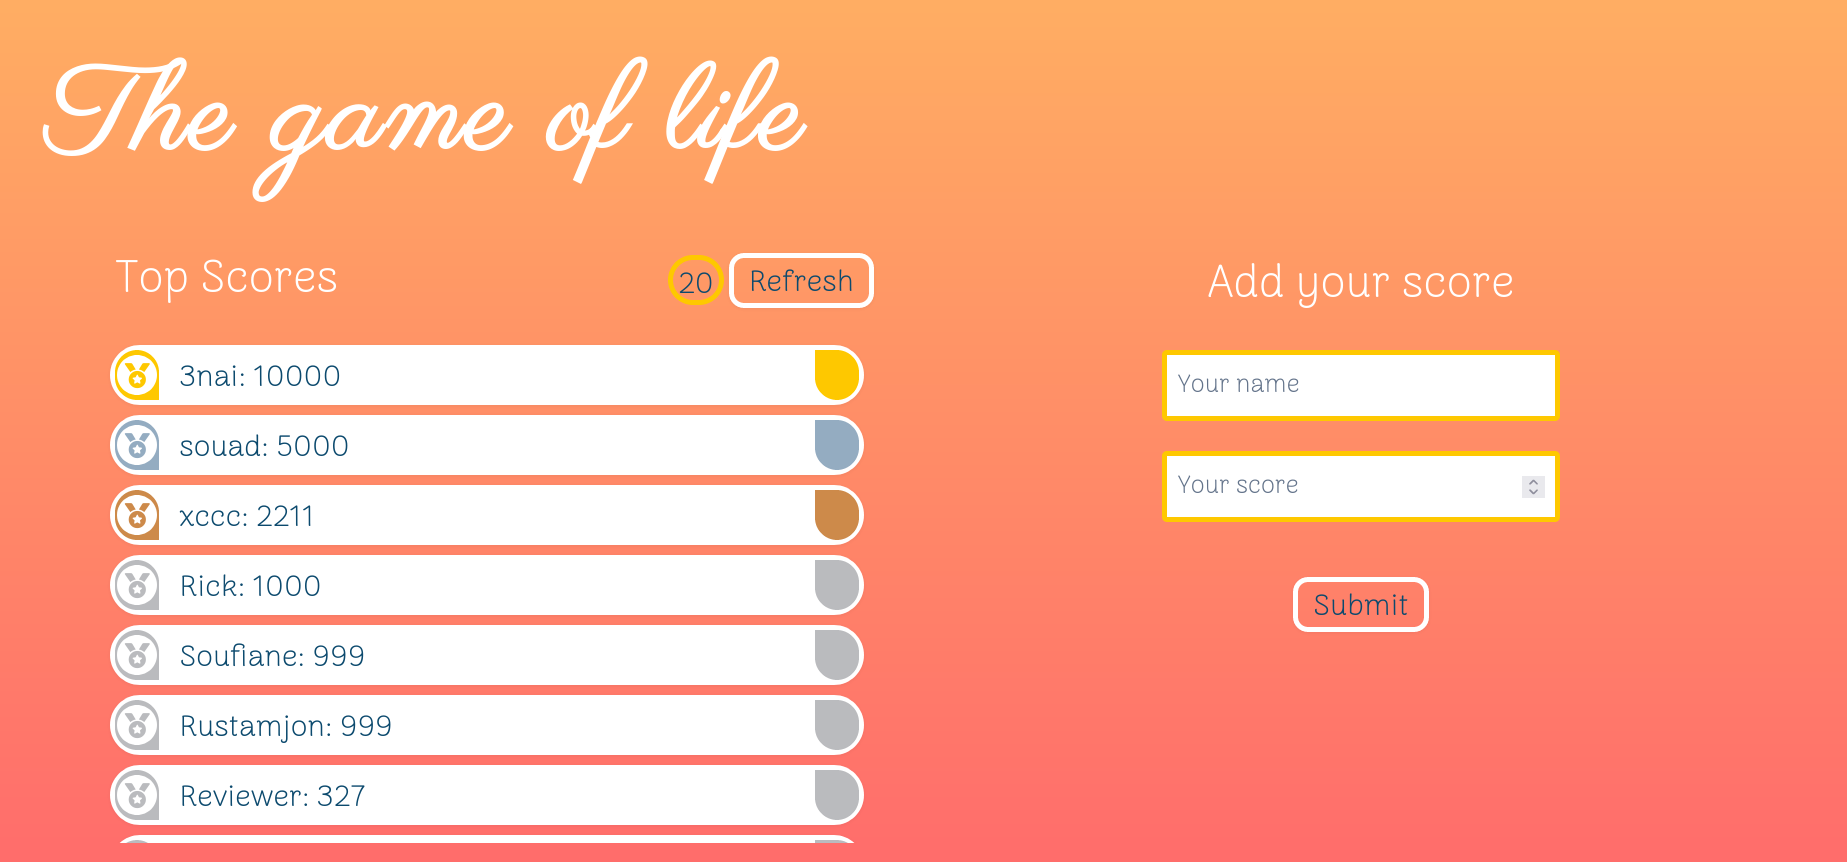 The game of life
Top Scores
20 Refresh
3nai: 10000
souad: 5000
xccc: 2211
Rick: 1000
Soufiane: 999
Rustamjon: 999
Reviewer: 327
Add your score
Your name
Your score
Submit